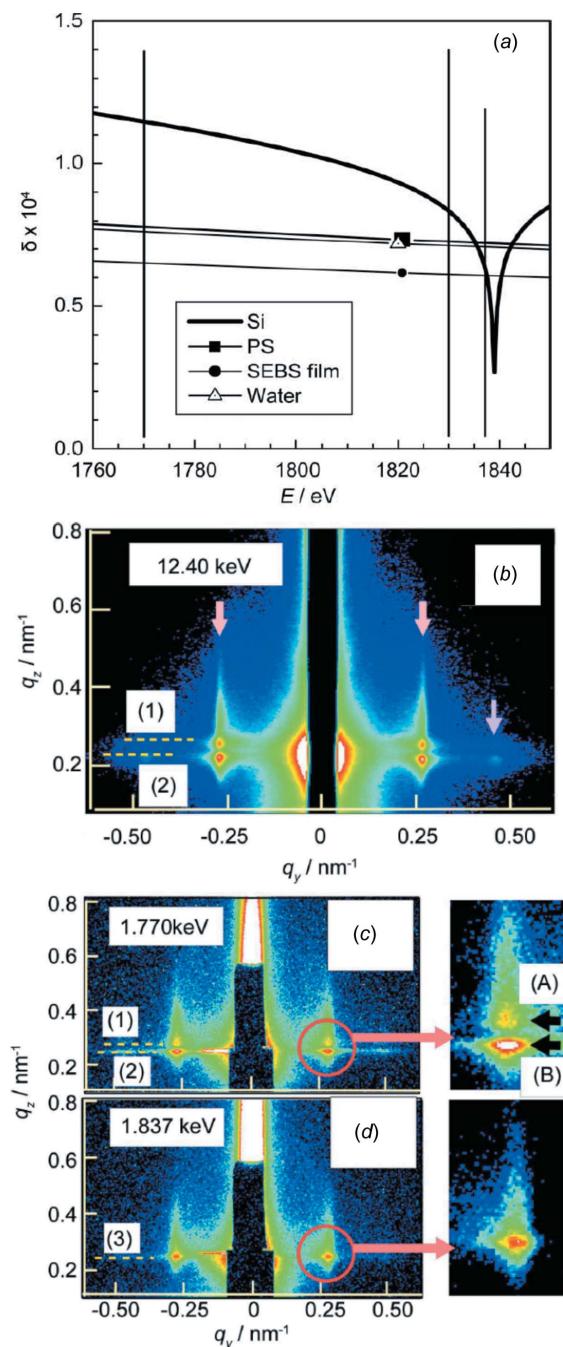 (a)
1.5
1.0
0.5
0.0
δ x 10⁴
Si
PS
SEBS film
Water
1760 1780 1800 1820 1840
E / eV
(b)
12.40 keV
0.8
0.6
0.4
0.2
q_z / nm⁻¹
(1)
(2)
-0.50 -0.25 0 0.25 0.50
q_y / nm⁻¹
(c)
1.770keV
0.8
0.6
0.4
0.2
(1)
(2)
(A)
(B)
q_z / nm⁻¹
(d)
1.837 keV
0.8
0.6
0.4
0.2
(3)
-0.50 -0.25 0 0.25 0.50
q_y / nm⁻¹